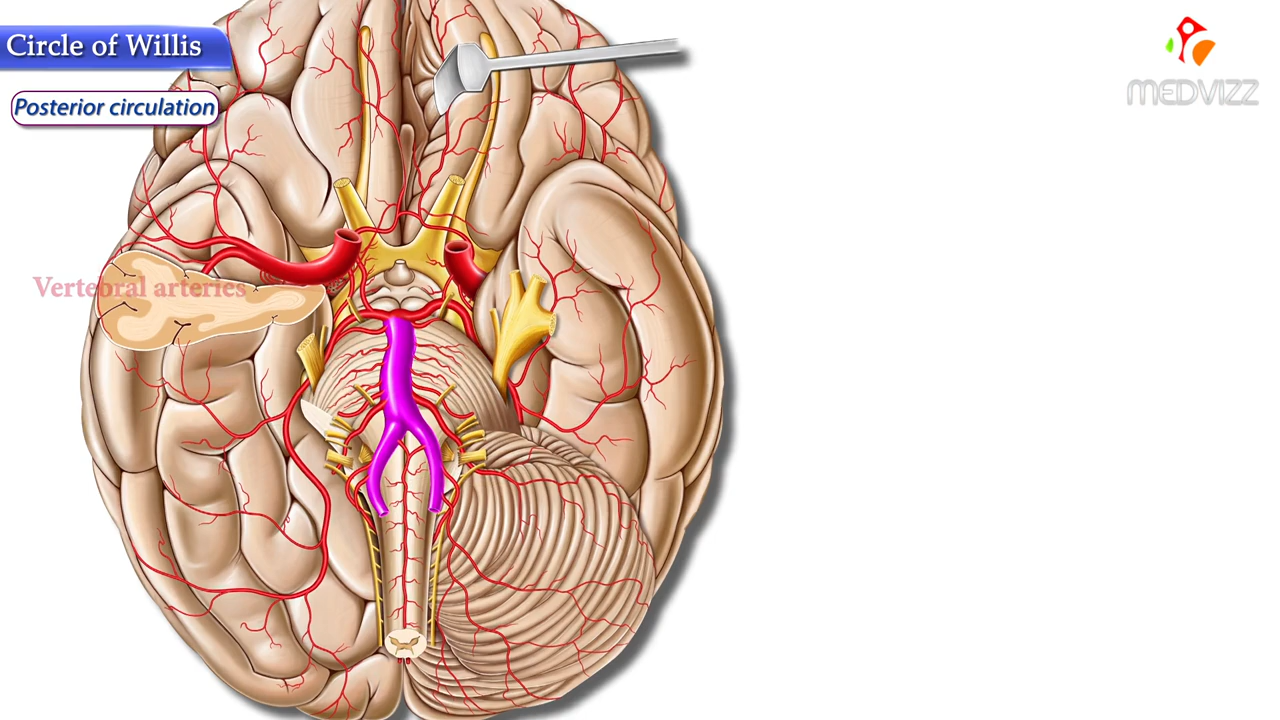 Circle of Willis
Posterior circulation
MEDVIZZ
Vertebral arteries